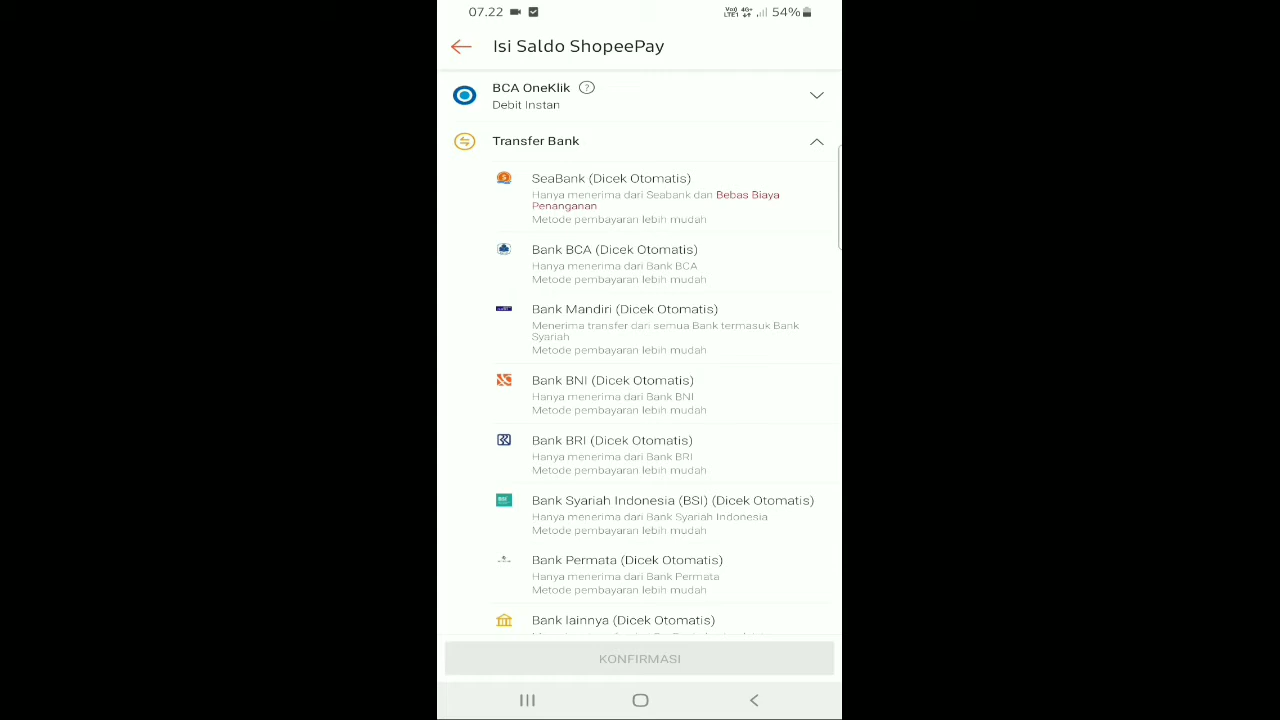 07.22
Vo)) 4G+
LTE1 54%
Isi Saldo ShopeePay
BCA OneKlik ?
Debit Instan
Transfer Bank
SeaBank (Dicek Otomatis)
Hanya menerima dari Seabank dan Bebas Biaya
Penanganan
Metode pembayaran lebih mudah
Bank BCA (Dicek Otomatis)
Hanya menerima dari Bank BCA
Metode pembayaran lebih mudah
Bank Mandiri (Dicek Otomatis)
Menerima transfer dari semua Bank termasuk Bank
Syariah
Metode pembayaran lebih mudah
Bank BNI (Dicek Otomatis)
Hanya menerima dari Bank BNI
Metode pembayaran lebih mudah
Bank BRI (Dicek Otomatis)
Hanya menerima dari Bank BRI
Metode pembayaran lebih mudah
Bank Syariah Indonesia (BSI) (Dicek Otomatis)
Hanya menerima dari Bank Syariah Indonesia
Metode pembayaran lebih mudah
Bank Permata (Dicek Otomatis)
Hanya menerima dari Bank Permata
Metode pembayaran lebih mudah
Bank lainnya (Dicek Otomatis)
KONFIRMASI